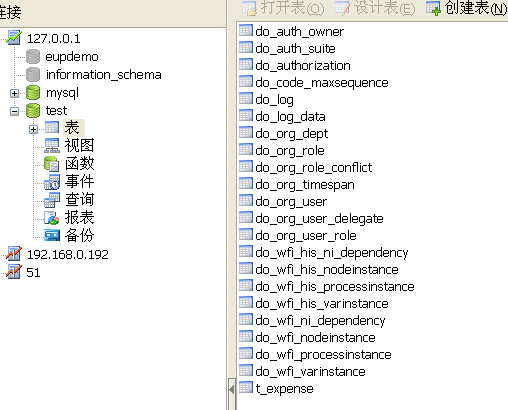 连接
127.0.0.1
eupdemo
information_schema
mysql
test
表
视图
函数
事件
查询
报表
备份
192.168.0.192
51
打开表(O) 设计表(E) 创建表(N)
do_auth_owner
do_auth_suite
do_authorization
do_code_maxsequence
do_log
do_log_data
do_org_dept
do_org_role
do_org_role_conflict
do_org_timespan
do_org_user
do_org_user_delegate
do_org_user_role
do_wfi_his_ni_dependency
do_wfi_his_nodeinstance
do_wfi_his_processinstance
do_wfi_his_varinstance
do_wfi_ni_dependency
do_wfi_nodeinstance
do_wfi_processinstance
do_wfi_varinstance
t_expense